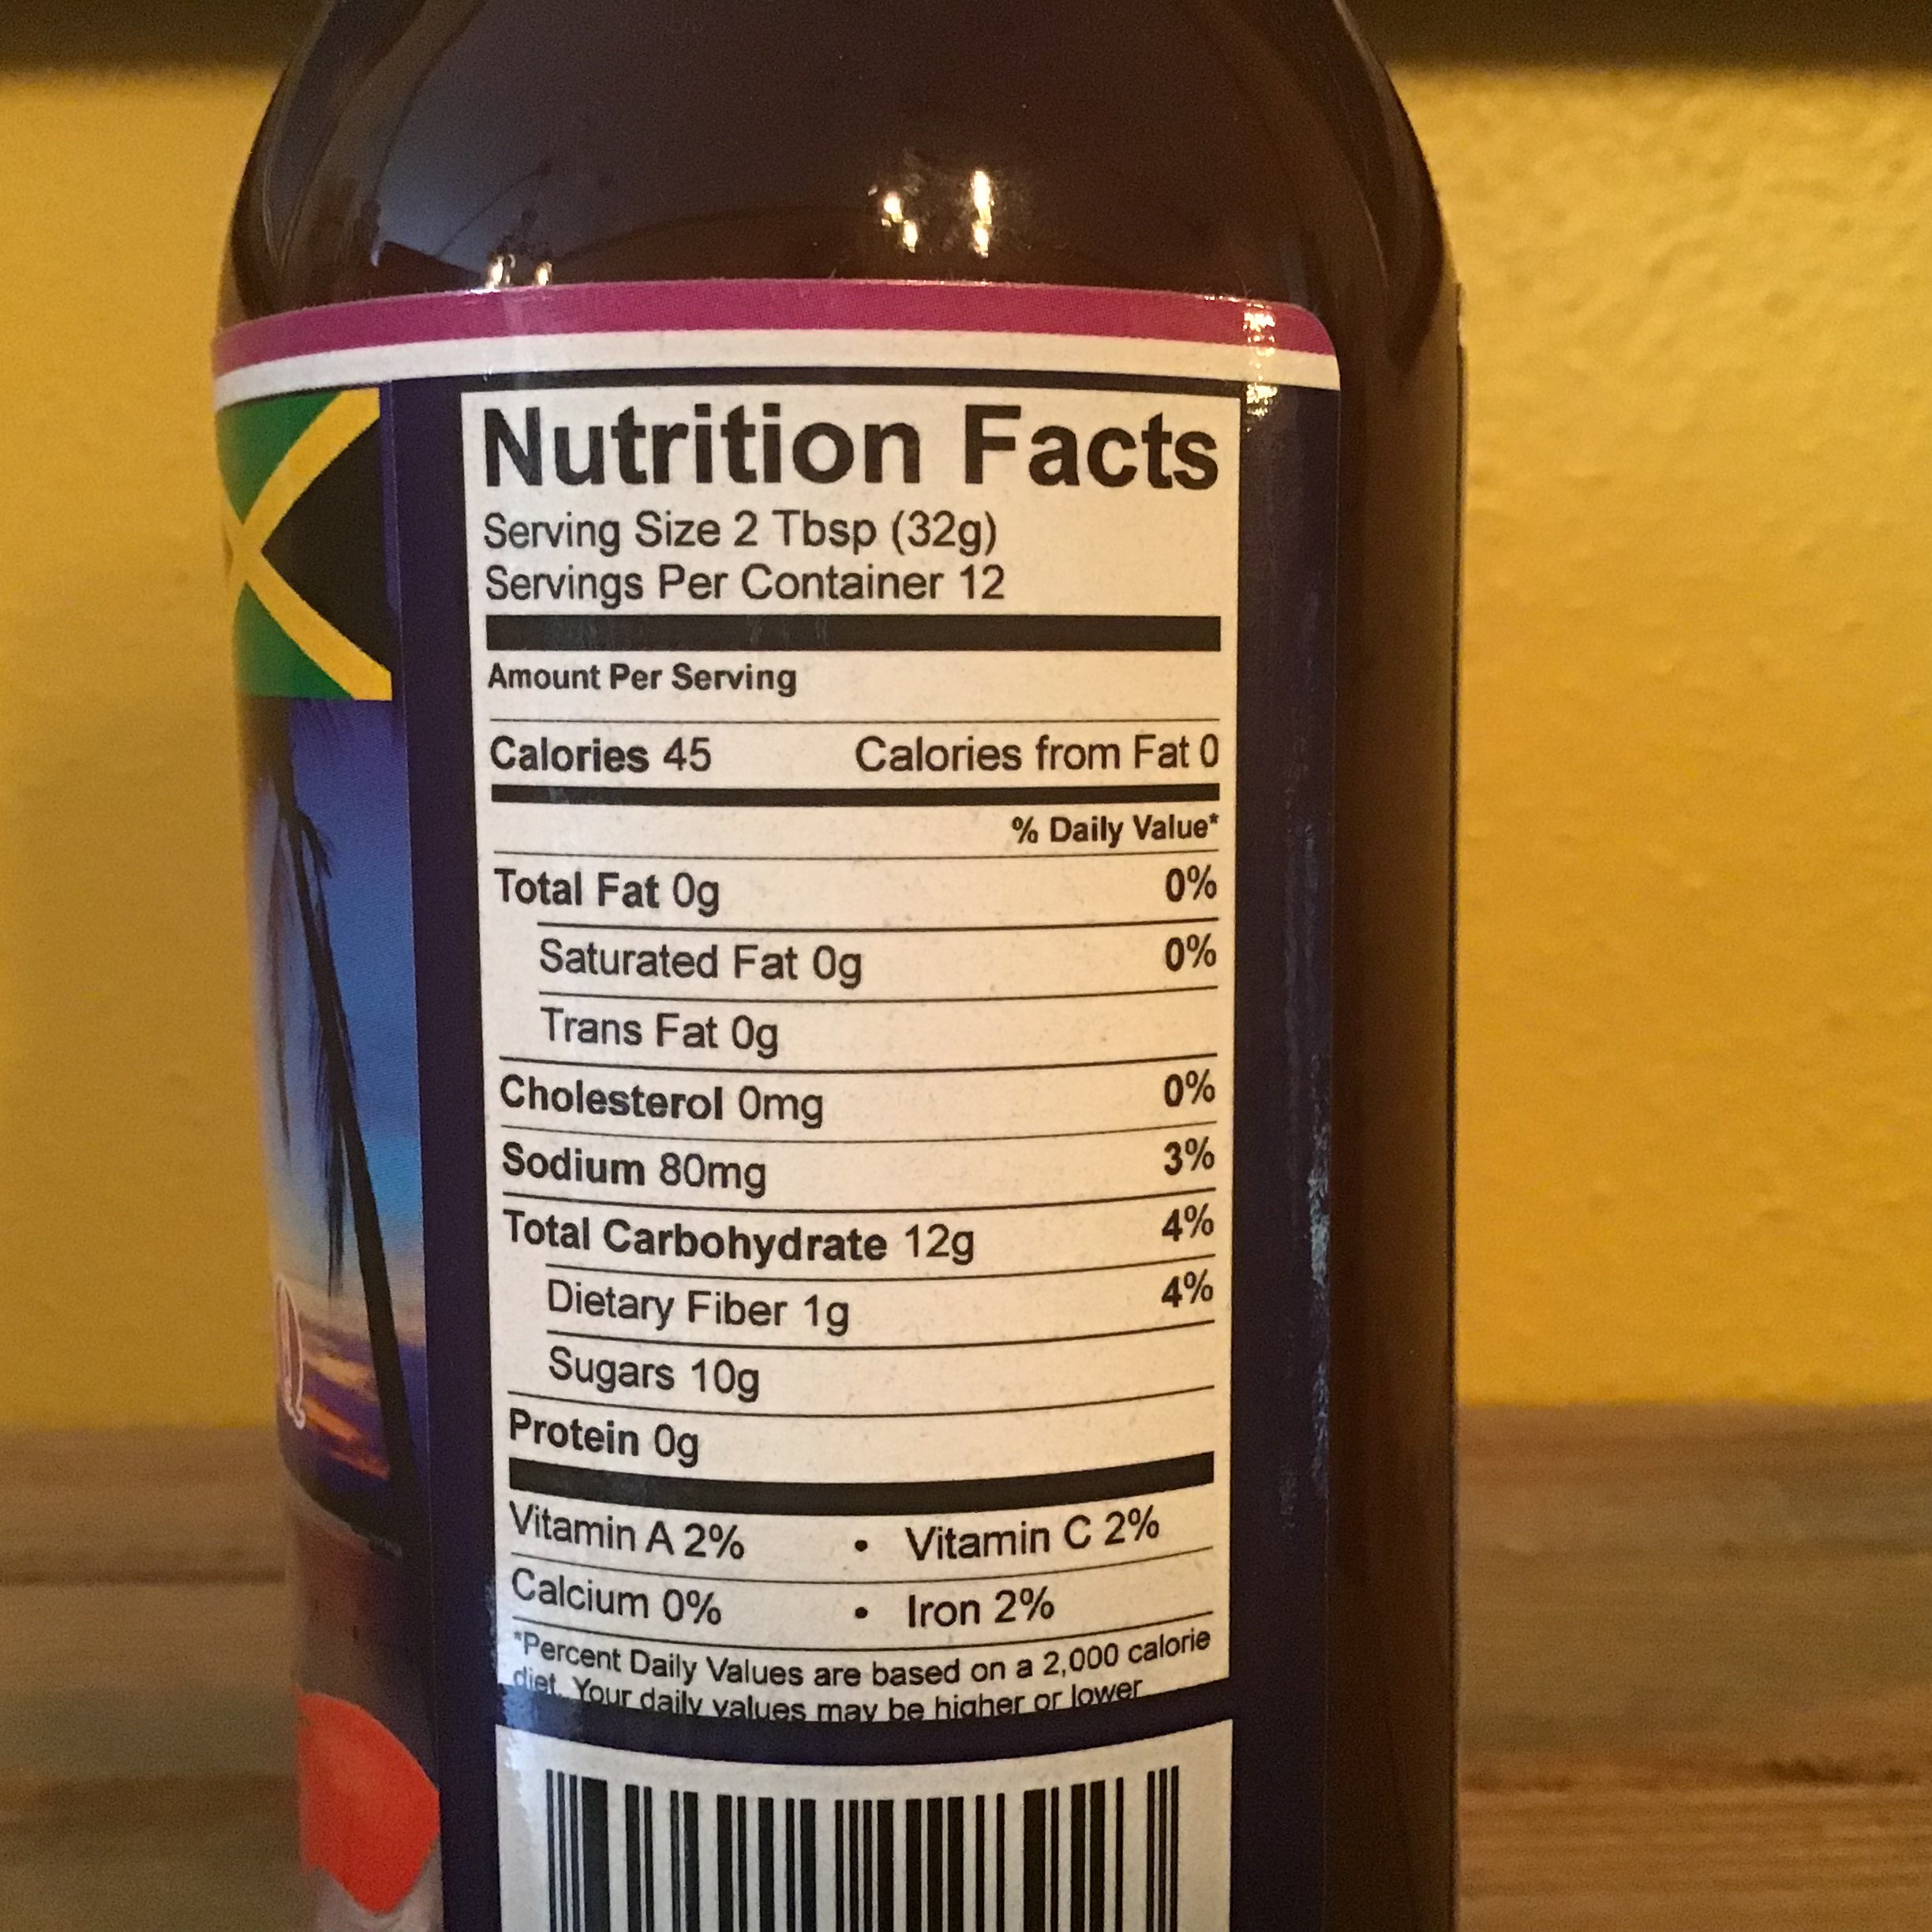 Nutrition Facts
Serving Size 2 Tbsp (32g)
Servings Per Container 12
Amount Per Serving
Calories 45 Calories from Fat 0
% Daily Value*
Total Fat 0g 0%
Saturated Fat 0g 0%
Trans Fat 0g
Cholesterol 0mg 0%
Sodium 80mg 3%
Total Carbohydrate 12g 4%
Dietary Fiber 1g 4%
Sugars 10g
Protein 0g
Vitamin A 2% • Vitamin C 2%
Calcium 0% • Iron 2%
*Percent Daily Values are based on a 2,000 calorie
diet. Your daily values may be higher or lower